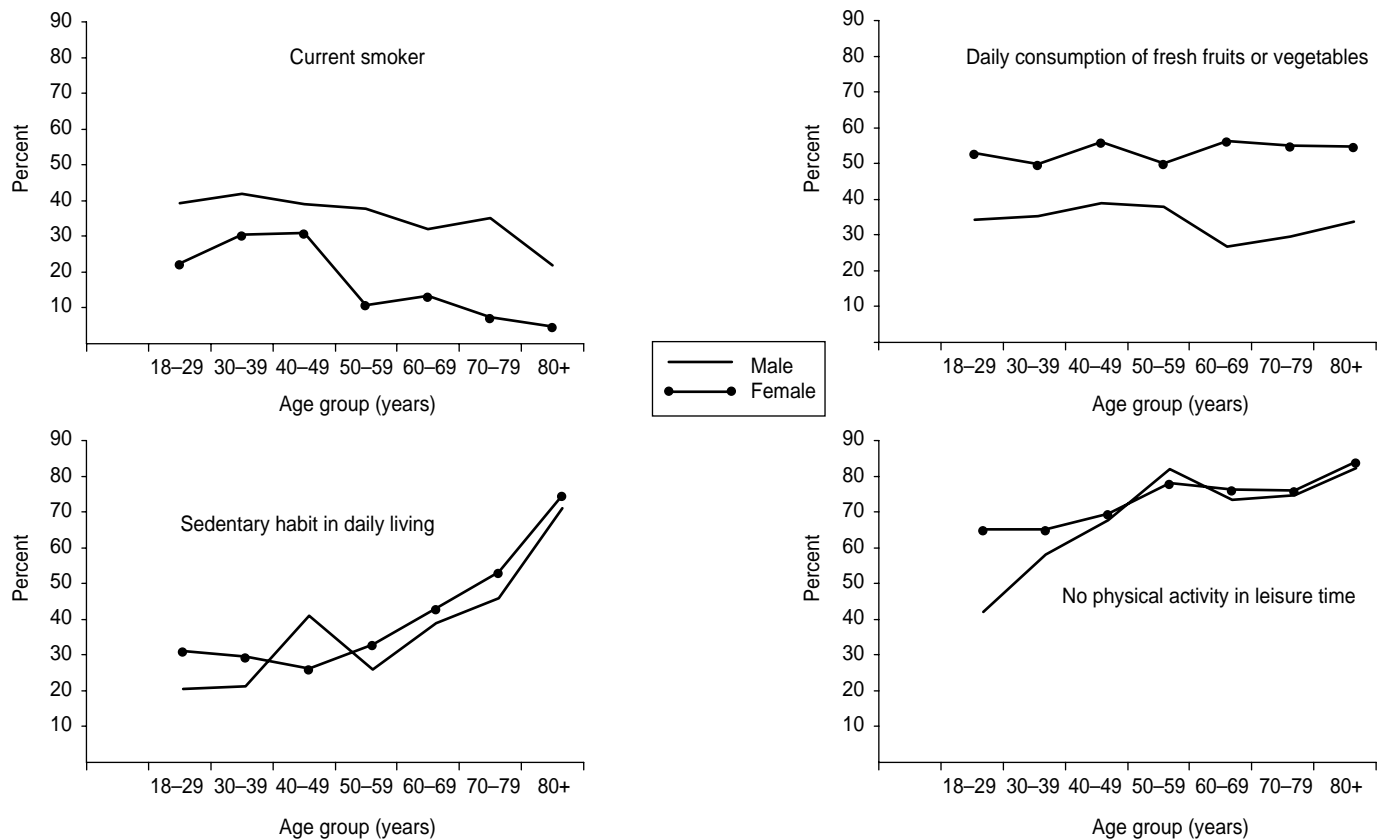 90
80
70
60
50
40
30
20
10
Percent
Current smoker
18–29 30–39 40–49 50–59 60–69 70–79 80+
Age group (years)
90
80
70
60
50
40
30
20
10
Percent
Daily consumption of fresh fruits or vegetables
18–29 30–39 40–49 50–59 60–69 70–79 80+
Age group (years)
Male
Female
90
80
70
60
50
40
30
20
10
Percent
Sedentary habit in daily living
18–29 30–39 40–49 50–59 60–69 70–79 80+
Age group (years)
90
80
70
60
50
40
30
20
10
Percent
No physical activity in leisure time
18–29 30–39 40–49 50–59 60–69 70–79 80+
Age group (years)